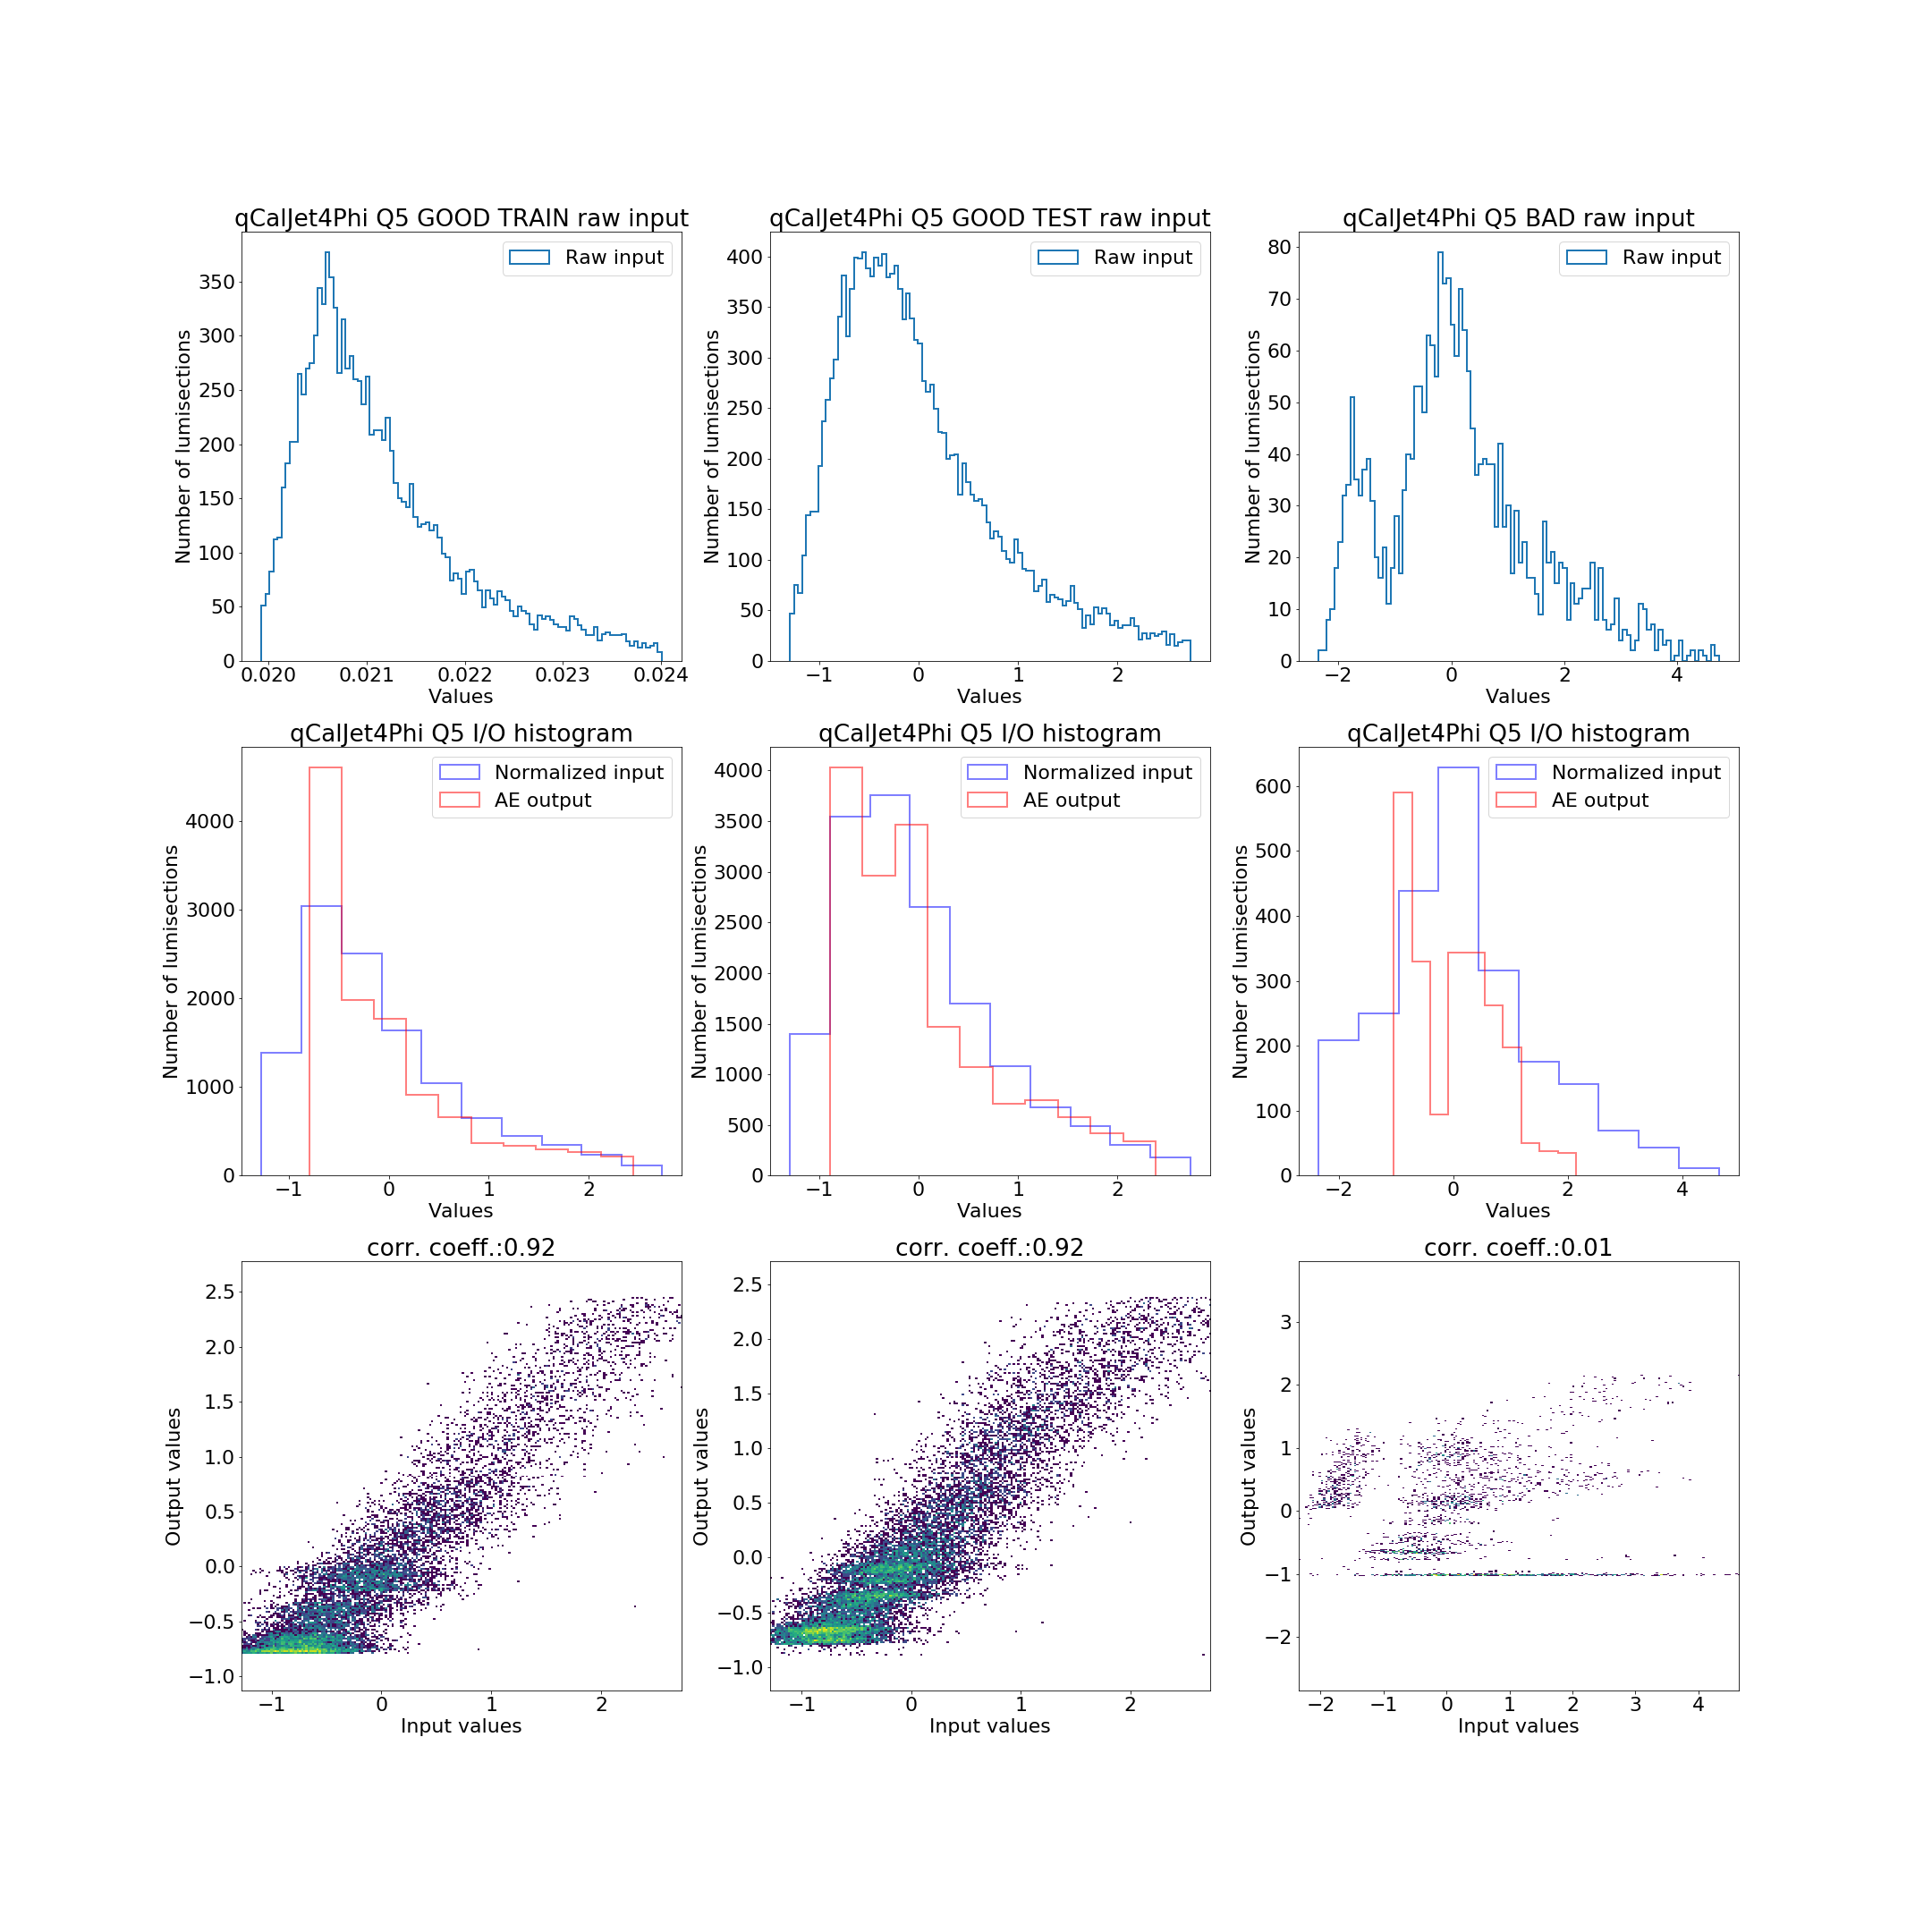 qCalJet4Phi Q5 GOOD TRAIN raw input
Raw input
Number of lumisections
350
300
250
200
150
100
50
0
0.020 0.021 0.022 0.023 0.024
Values
qCalJet4Phi Q5 GOOD TEST raw input
Raw input
Number of lumisections
400
350
300
250
200
150
100
50
0
−1 0 1 2
Values
qCalJet4Phi Q5 BAD raw input
Raw input
Number of lumisections
80
70
60
50
40
30
20
10
0
−2 0 2 4
Values
qCalJet4Phi Q5 I/O histogram
Normalized input
AE output
Number of lumisections
4000
3000
2000
1000
0
−1 0 1 2
Values
qCalJet4Phi Q5 I/O histogram
Normalized input
AE output
Number of lumisections
4000
3500
3000
2500
2000
1500
1000
500
0
−1 0 1 2
Values
qCalJet4Phi Q5 I/O histogram
Normalized input
AE output
Number of lumisections
600
500
400
300
200
100
0
−2 0 2 4
Values
corr. coeff.:0.92
Output values
2.5
2.0
1.5
1.0
0.5
0.0
−0.5
−1.0
−1 0 1 2
Input values
corr. coeff.:0.92
Output values
2.5
2.0
1.5
1.0
0.5
0.0
−0.5
−1.0
−1 0 1 2
Input values
corr. coeff.:0.01
Output values
3
2
1
0
−1
−2
−2 −1 0 1 2 3 4
Input values